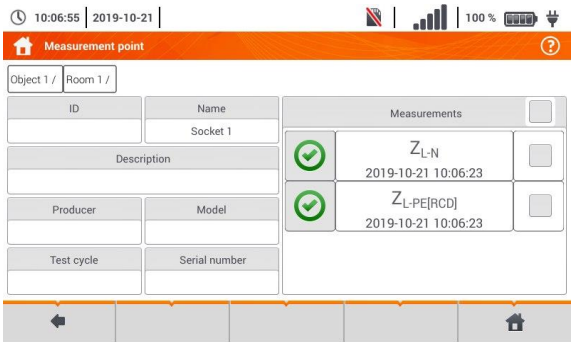 10:06:55 2019-10-21 100 %
Measurement point ?
Object 1 / Room 1 /
ID Name Measurements
Socket 1
Description
ZL-N
2019-10-21 10:06:23
Producer Model
ZL-PE[RCD]
2019-10-21 10:06:23
Test cycle Serial number